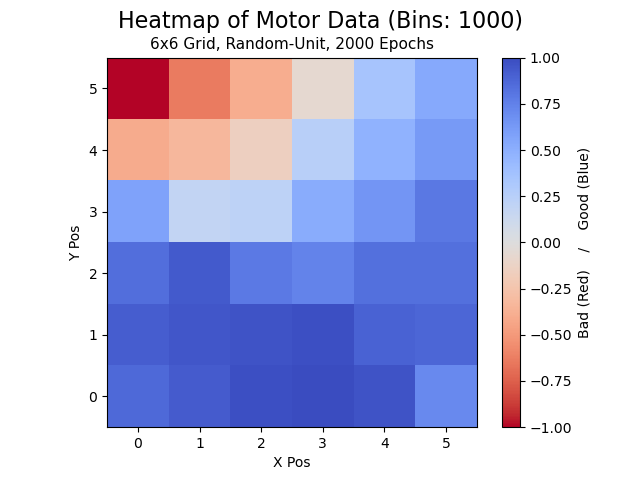 Heatmap of Motor Data (Bins: 1000)
6x6 Grid, Random-Unit, 2000 Epochs
5
4
3
2
1
0
Y Pos
0 1 2 3 4 5
X Pos
1.00
0.75
0.50
0.25
0.00
−0.25
−0.50
−0.75
−1.00
Bad (Red) / Good (Blue)